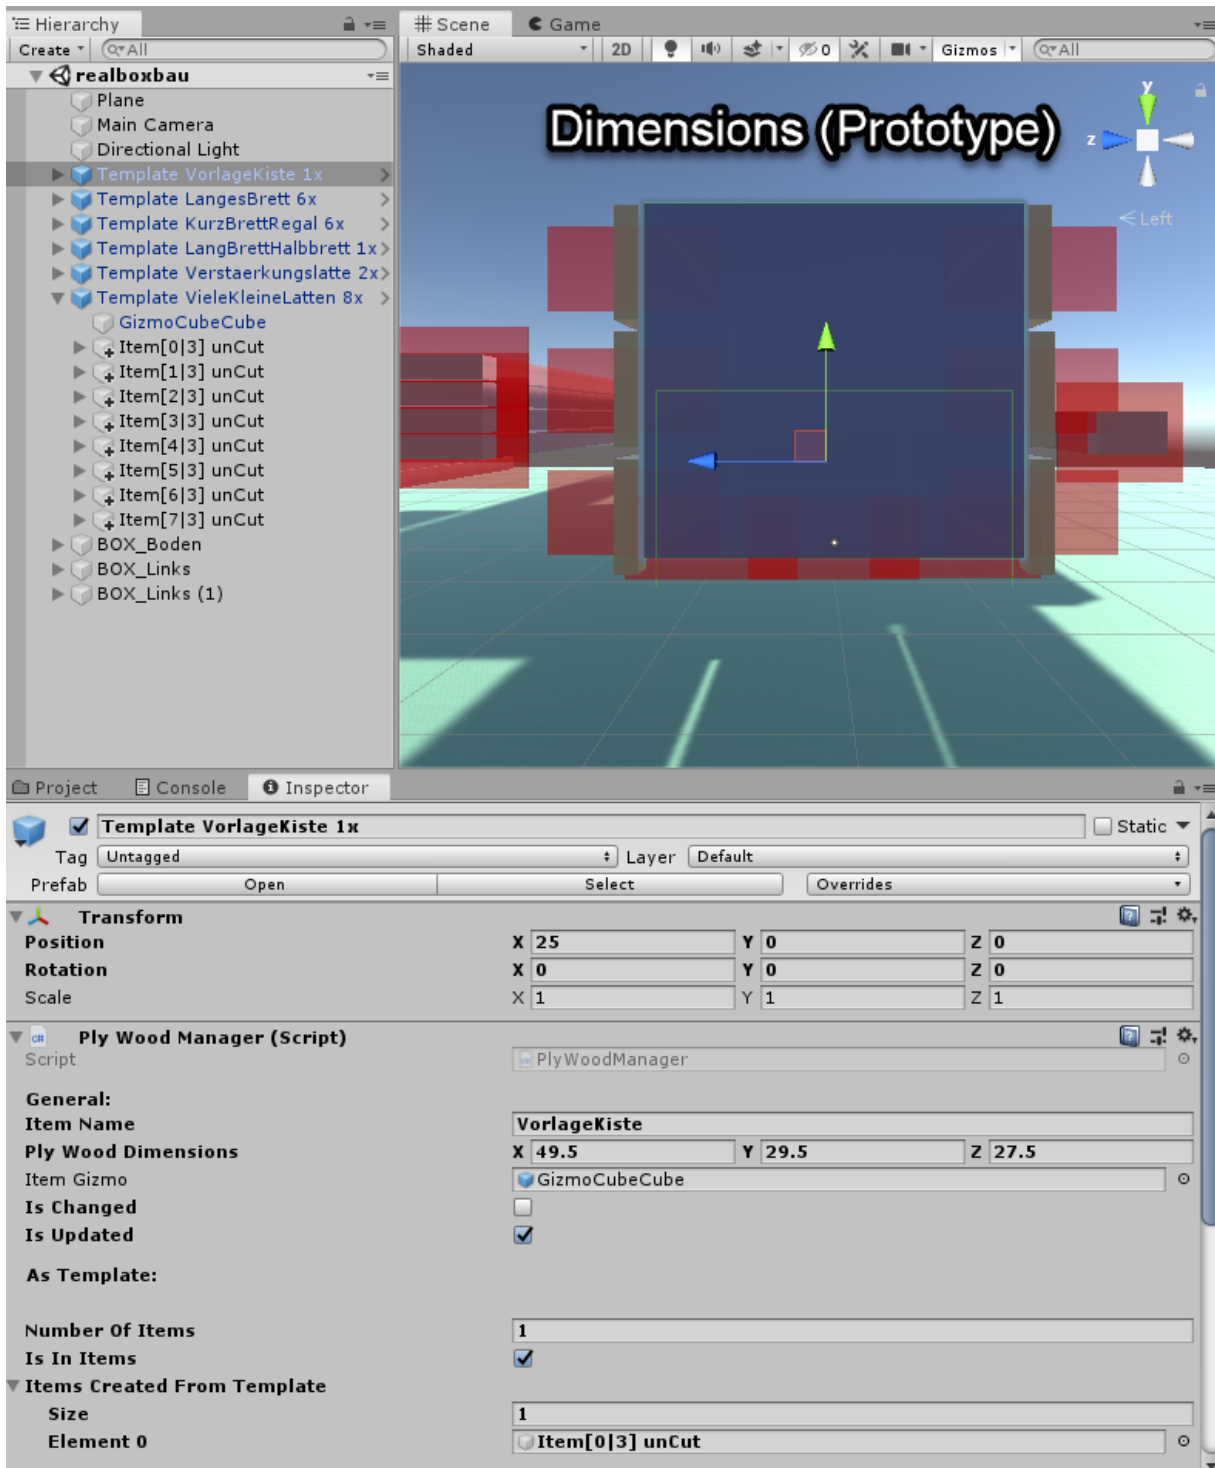 Hierarchy
Create
All
realboxbau
Plane
Main Camera
Directional Light
Template VorlageKiste 1x
Template LangesBrett 6x
Template KurzBrettRegal 6x
Template LangBrettHalbbrett 1x
Template Verstaerkungslatte 2x
Template VieleKleineLatten 8x
GizmoCubeCube
Item[0|3] unCut
Item[1|3] unCut
Item[2|3] unCut
Item[3|3] unCut
Item[4|3] unCut
Item[5|3] unCut
Item[6|3] unCut
Item[7|3] unCut
BOX_Boden
BOX_Links
BOX_Links (1)
Scene Game
Shaded 2D 0 Gizmos All
Dimensions (Prototype)
y
z
Left
Project Console Inspector
Template VorlageKiste 1x Static
Tag Untagged Layer Default
Prefab Open Select Overrides
Transform
Position X 25 Y 0 Z 0
Rotation X 0 Y 0 Z 0
Scale X 1 Y 1 Z 1
Ply Wood Manager (Script)
Script PlyWoodManager
General:
Item Name VorlageKiste
Ply Wood Dimensions X 49.5 Y 29.5 Z 27.5
Item Gizmo GizmoCubeCube
Is Changed
Is Updated
As Template:
Number Of Items 1
Is In Items
Items Created From Template
Size 1
Element 0 Item[0|3] unCut